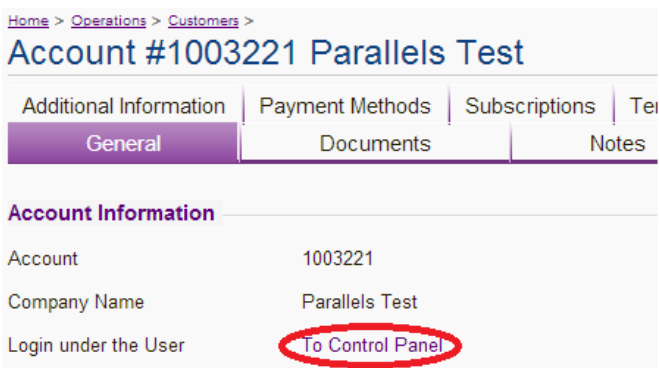 Home > Operations > Customers >
Account #1003221 Parallels Test
Additional Information Payment Methods Subscriptions
General Documents Notes
Account Information
Account 1003221
Company Name Parallels Test
Login under the User To Control Panel